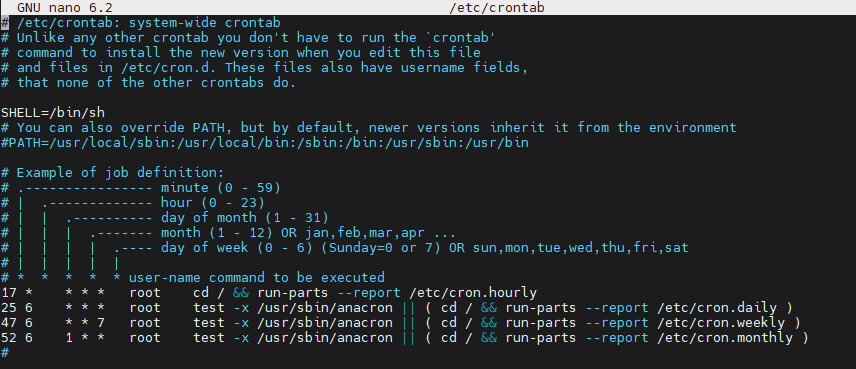 GNU nano 6.2 /etc/crontab
# /etc/crontab: system-wide crontab
# Unlike any other crontab you don't have to run the `crontab'
# command to install the new version when you edit this file
# and files in /etc/cron.d. These files also have username fields,
# that none of the other crontabs do.

SHELL=/bin/sh
# You can also override PATH, but by default, newer versions inherit it from the environment
#PATH=/usr/local/sbin:/usr/local/bin:/sbin:/bin:/usr/sbin:/usr/bin

# Example of job definition:
# .---------------- minute (0 - 59)
# |  .------------- hour (0 - 23)
# |  |  .---------- day of month (1 - 31)
# |  |  |  .------- month (1 - 12) OR jan,feb,mar,apr ...
# |  |  |  |  .---- day of week (0 - 6) (Sunday=0 or 7) OR sun,mon,tue,wed,thu,fri,sat
# |  |  |  |  |
# *  *  *  *  * user-name command to be executed
17 *    * * *   root    cd / && run-parts --report /etc/cron.hourly
25 6    * * *   root    test -x /usr/sbin/anacron || ( cd / && run-parts --report /etc/cron.daily )
47 6    * * 7   root    test -x /usr/sbin/anacron || ( cd / && run-parts --report /etc/cron.weekly )
52 6    1 * *   root    test -x /usr/sbin/anacron || ( cd / && run-parts --report /etc/cron.monthly )
#